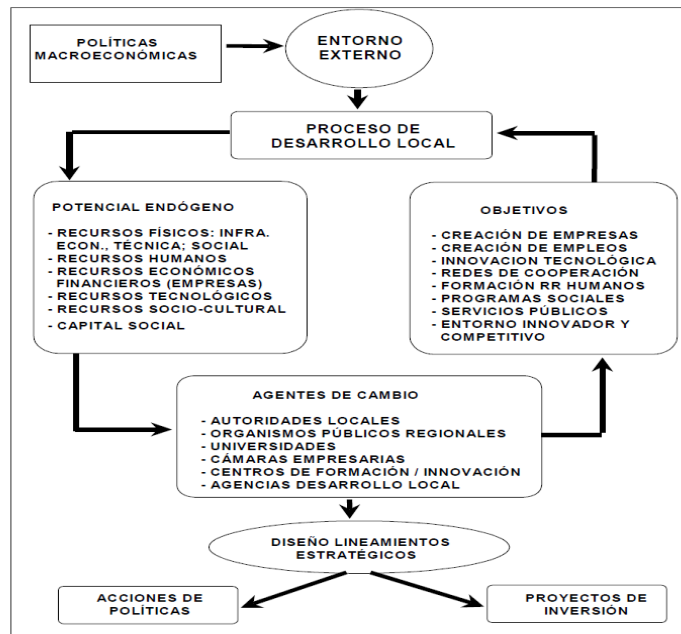 POLÍTICAS
MACROECONÓMICAS
ENTORNO
EXTERNO
PROCESO DE
DESARROLLO LOCAL
POTENCIAL ENDÓGENO
- RECURSOS FÍSICOS: INFRA.
ECON., TÉCNICA; SOCIAL
- RECURSOS HUMANOS
- RECURSOS ECONÓMICOS
FINANCIEROS (EMPRESAS)
- RECURSOS TECNOLÓGICOS
- RECURSOS SOCIO-CULTURAL
- CAPITAL SOCIAL
OBJETIVOS
- CREACIÓN DE EMPRESAS
- CREACIÓN DE EMPLEOS
- INNOVACION TECNOLÓGICA
- REDES DE COOPERACIÓN
- FORMACIÓN RR HUMANOS
- PROGRAMAS SOCIALES
- SERVICIOS PÚBLICOS
- ENTORNO INNOVADOR Y
COMPETITIVO
AGENTES DE CAMBIO
- AUTORIDADES LOCALES
- ORGANISMOS PÚBLICOS REGIONALES
- UNIVERSIDADES
- CÁMARAS EMPRESARIAS
- CENTROS DE FORMACIÓN / INNOVACIÓN
- AGENCIAS DESARROLLO LOCAL
DISEÑO LINEAMIENTOS
ESTRATÉGICOS
ACCIONES DE
POLÍTICAS
PROYECTOS DE
INVERSIÓN